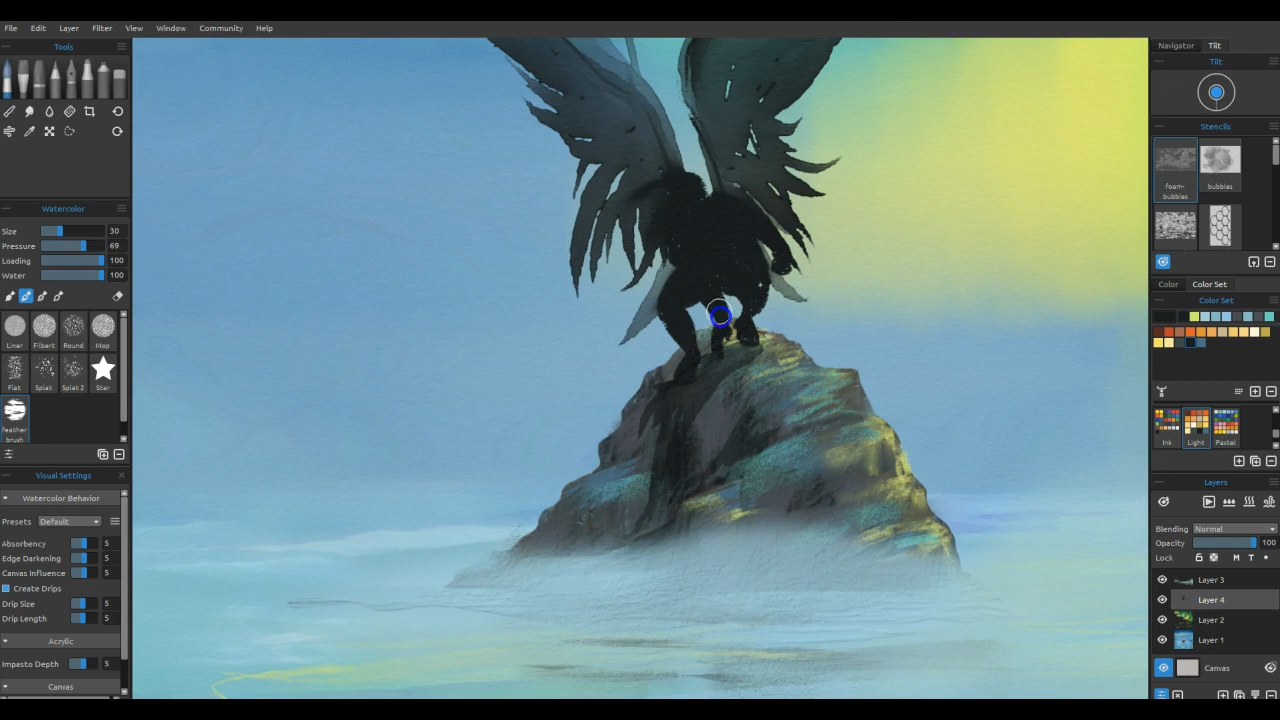 File Edit Layer Filter View Window Community Help
Tools
Watercolor
Size 30
Pressure 69
Loading 100
Water 100
Liner Filbert Round Mop
Flat Splat Splat 2 Star
Feather brush
Visual Settings
Watercolor Behavior
Presets Default
Absorbency 5
Edge Darkening 5
Canvas Influence 5
Create Drips
Drip Size 5
Drip Length 5
Acrylic
Impasto Depth 5
Canvas
Navigator Tilt
Tilt
Stencils
foam-bubbles bubbles
Color Color Set
Color Set
Ink Light Pastel
Layers
Blending Normal
Opacity 100
Lock M T
Layer 3
Layer 4
Layer 2
Layer 1
Canvas